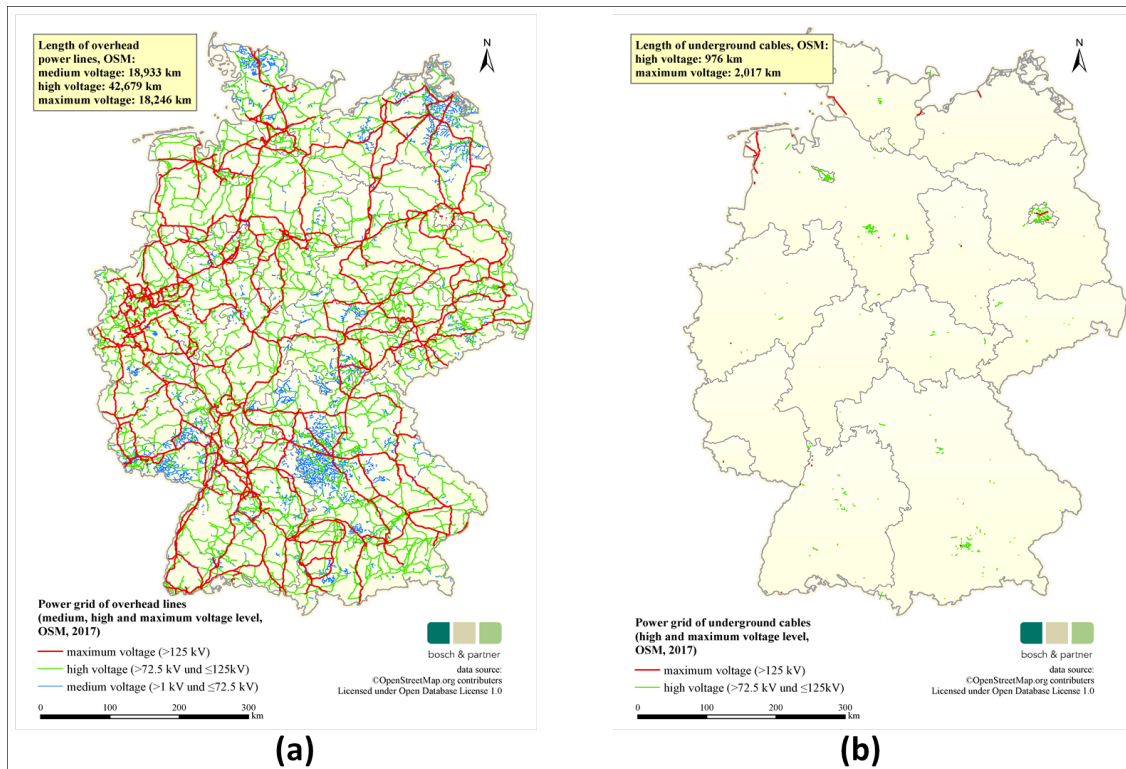 Length of overhead
power lines, OSM:
medium voltage: 18,933 km
high voltage: 42,679 km
maximum voltage: 18,246 km
N
Power grid of overhead lines
(medium, high and maximum voltage level,
OSM, 2017)
maximum voltage (>125 kV)
high voltage (>72.5 kV und ≤125kV)
medium voltage (>1 kV und ≤72.5 kV)
bosch & partner
data source:
©OpenStreetMap.org contributers
Licensed under Open Database License 1.0
0 100 200 300
km
(a)
Length of underground cables, OSM:
high voltage: 976 km
maximum voltage: 2,017 km
N
Power grid of underground cables
(high and maximum voltage level,
OSM, 2017)
maximum voltage (>125 kV)
high voltage (>72.5 kV und ≤125kV)
bosch & partner
data source:
©OpenStreetMap.org contributers
Licensed under Open Database License 1.0
0 100 200 300
km
(b)